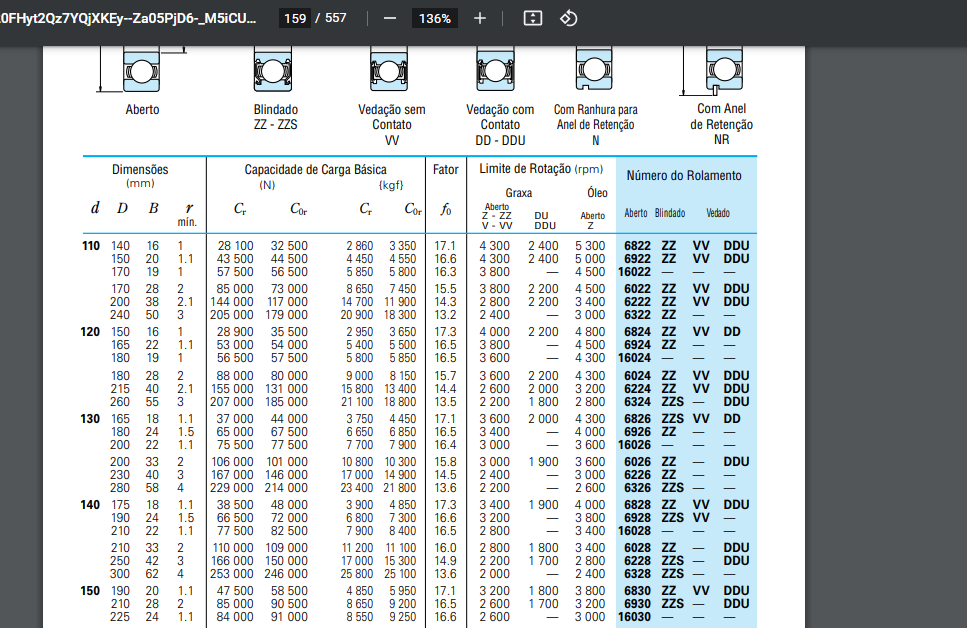 .0FHyt2Qz7YQjXKEy--Za05PjD6-_M5iCU... 159 / 557 — 136% +
Aberto
Blindado
ZZ - ZZS
Vedação sem
Contato
VV
Vedação com
Contato
DD - DDU
Com Ranhura para
Anel de Retenção
N
Com Anel
de Retenção
NR
Dimensões
(mm)
Capacidade de Carga Básica
(N) {kgf}
Fator
Limite de Rotação (rpm)
Graxa Óleo
Número do Rolamento
d D B r
mín.
Cr C0r Cr C0r f0
Aberto
Z - ZZ
V - VV
DU
DDU
Aberto
Z
Aberto Blindado Vedado
110 140 16 1 28 100 32 500 2 860 3 350 17.1 4 300 2 400 5 300 6822 ZZ VV DDU
150 20 1.1 43 500 44 500 4 450 4 550 16.6 4 300 2 400 5 000 6922 ZZ VV DDU
170 19 1 57 500 56 500 5 850 5 800 16.3 3 800 — 4 500 16022 — — —
170 28 2 85 000 73 000 8 650 7 450 15.5 3 800 2 200 4 500 6022 ZZ VV DDU
200 38 2.1 144 000 117 000 14 700 11 900 14.3 2 800 2 200 3 400 6222 ZZ VV DDU
240 50 3 205 000 179 000 20 900 18 300 13.2 2 400 — 3 000 6322 ZZ — —
120 150 16 1 28 900 35 500 2 950 3 650 17.3 4 000 2 200 4 800 6824 ZZ VV DD
165 22 1.1 53 000 54 000 5 400 5 500 16.5 3 800 — 4 500 6924 ZZ — —
180 19 1 56 500 57 500 5 800 5 850 16.5 3 600 — 4 300 16024 — — —
180 28 2 88 000 80 000 9 000 8 150 15.7 3 600 2 200 4 300 6024 ZZ VV DDU
215 40 2.1 155 000 131 000 15 800 13 400 14.4 2 600 2 000 3 200 6224 ZZ VV DDU
260 55 3 207 000 185 000 21 100 18 800 13.5 2 200 1 800 2 800 6324 ZZS — DDU
130 165 18 1.1 37 000 44 000 3 750 4 450 17.1 3 600 2 000 4 300 6826 ZZS VV DD
180 24 1.5 65 000 67 500 6 650 6 850 16.5 3 400 — 4 000 6926 ZZ — —
200 22 1.1 75 500 77 500 7 700 7 900 16.4 3 000 — 3 600 16026 — — —
200 33 2 106 000 101 000 10 800 10 300 15.8 3 000 1 900 3 600 6026 ZZ — DDU
230 40 3 167 000 146 000 17 000 14 900 14.5 2 400 — 3 000 6226 ZZ — —
280 58 4 229 000 214 000 23 400 21 800 13.6 2 200 — 2 600 6326 ZZS — —
140 175 18 1.1 38 500 48 000 3 900 4 850 17.3 3 400 1 900 4 000 6828 ZZ VV DDU
190 24 1.5 66 500 72 000 6 800 7 300 16.6 3 200 — 3 800 6928 ZZS VV —
210 22 1.1 77 500 82 500 7 900 8 400 16.5 2 800 — 3 400 16028 — — —
210 33 2 110 000 109 000 11 200 11 100 16.0 2 800 1 800 3 400 6028 ZZ — DDU
250 42 3 166 000 150 000 17 000 15 300 14.9 2 200 1 700 2 800 6228 ZZS — DDU
300 62 4 253 000 246 000 25 800 25 100 13.6 2 000 — 2 400 6328 ZZS — —
150 190 20 1.1 47 500 58 500 4 850 5 950 17.1 3 200 1 800 3 800 6830 ZZ VV DDU
210 28 2 85 000 90 500 8 650 9 200 16.5 2 600 1 700 3 200 6930 ZZS — DDU
225 24 1.1 84 000 91 000 8 550 9 250 16.6 2 600 — 3 000 16030 — — —